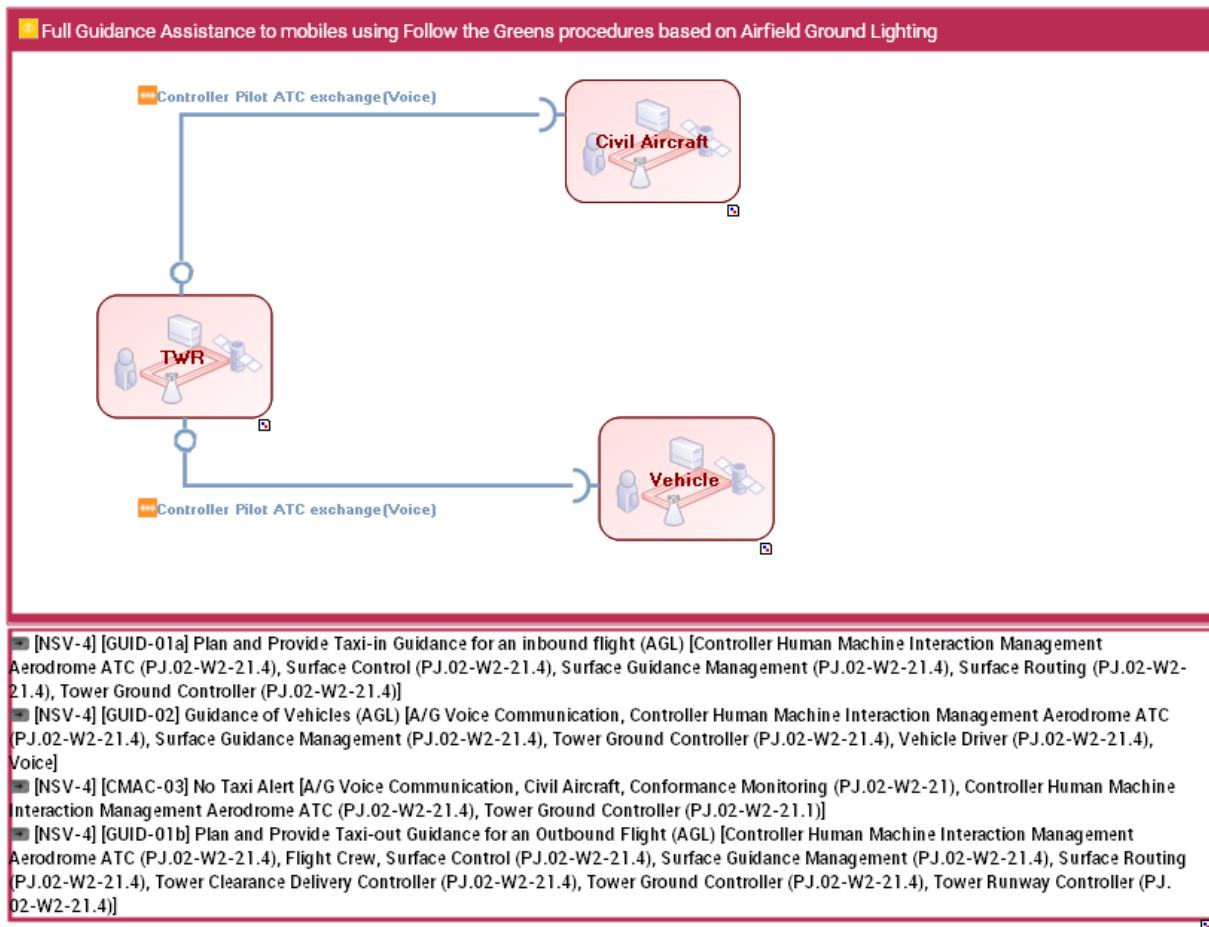 Full Guidance Assistance to mobiles using Follow the Greens procedures based on Airfield Ground Lighting
Controller Pilot ATC exchange(Voice)
Civil Aircraft
TWR
Vehicle
Controller Pilot ATC exchange(Voice)
[NSV-4] [GUID-01a] Plan and Provide Taxi-in Guidance for an inbound flight (AGL) [Controller Human Machine Interaction Management
Aerodrome ATC (PJ.02-W2-21.4), Surface Control (PJ.02-W2-21.4), Surface Guidance Management (PJ.02-W2-21.4), Surface Routing (PJ.02-W2-
21.4), Tower Ground Controller (PJ.02-W2-21.4)]
[NSV-4] [GUID-02] Guidance of Vehicles (AGL) [A/G Voice Communication, Controller Human Machine Interaction Management Aerodrome ATC
(PJ.02-W2-21.4), Surface Guidance Management (PJ.02-W2-21.4), Tower Ground Controller (PJ.02-W2-21.4), Vehicle Driver (PJ.02-W2-21.4),
Voice]
[NSV-4] [CMAC-03] No Taxi Alert [A/G Voice Communication, Civil Aircraft, Conformance Monitoring (PJ.02-W2-21), Controller Human Machine
Interaction Management Aerodrome ATC (PJ.02-W2-21.4), Tower Ground Controller (PJ.02-W2-21.1)]
[NSV-4] [GUID-01b] Plan and Provide Taxi-out Guidance for an Outbound Flight (AGL) [Controller Human Machine Interaction Management
Aerodrome ATC (PJ.02-W2-21.4), Flight Crew, Surface Control (PJ.02-W2-21.4), Surface Guidance Management (PJ.02-W2-21.4), Surface Routing
(PJ.02-W2-21.4), Tower Clearance Delivery Controller (PJ.02-W2-21.4), Tower Ground Controller (PJ.02-W2-21.4), Tower Runway Controller (PJ.
02-W2-21.4)]